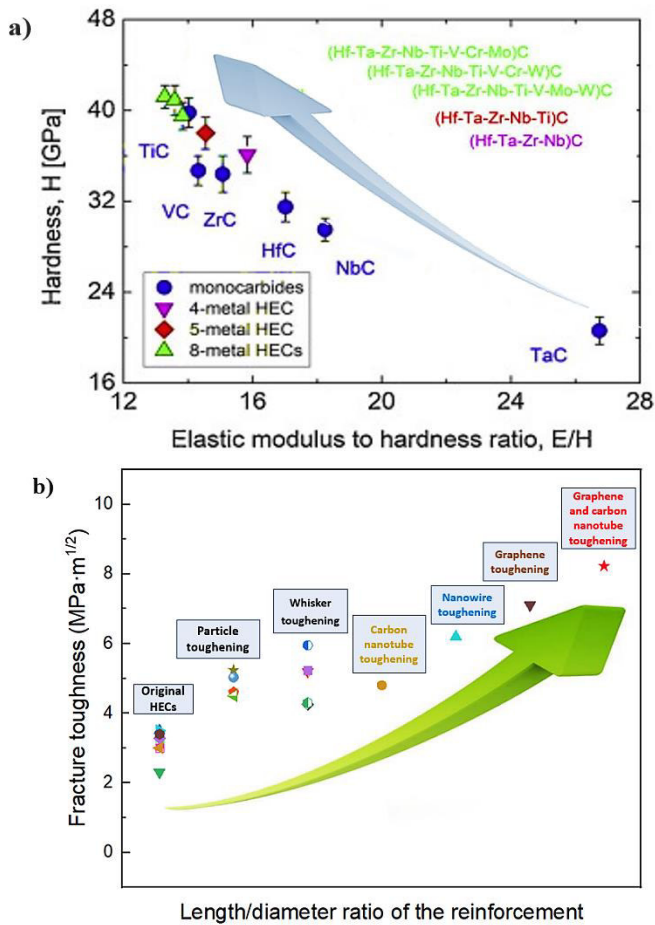 a)
48
40
32
24
16
Hardness, H [GPa]
(Hf-Ta-Zr-Nb-Ti-V-Cr-Mo)C
(Hf-Ta-Zr-Nb-Ti-V-Cr-W)C
(Hf-Ta-Zr-Nb-Ti-V-Mo-W)C
(Hf-Ta-Zr-Nb-Ti)C
(Hf-Ta-Zr-Nb)C
TiC
VC
ZrC
HfC
NbC
TaC
monocarbides
4-metal HEC
5-metal HEC
8-metal HECs
12 16 20 24 28
Elastic modulus to hardness ratio, E/H
b)
10
8
6
4
2
0
Fracture toughness (MPa·m1/2)
Original
HECs
Particle
toughening
Whisker
toughening
Carbon
nanotube
toughening
Nanowire
toughening
Graphene
toughening
Graphene
and carbon
nanotube
toughening
Length/diameter ratio of the reinforcement